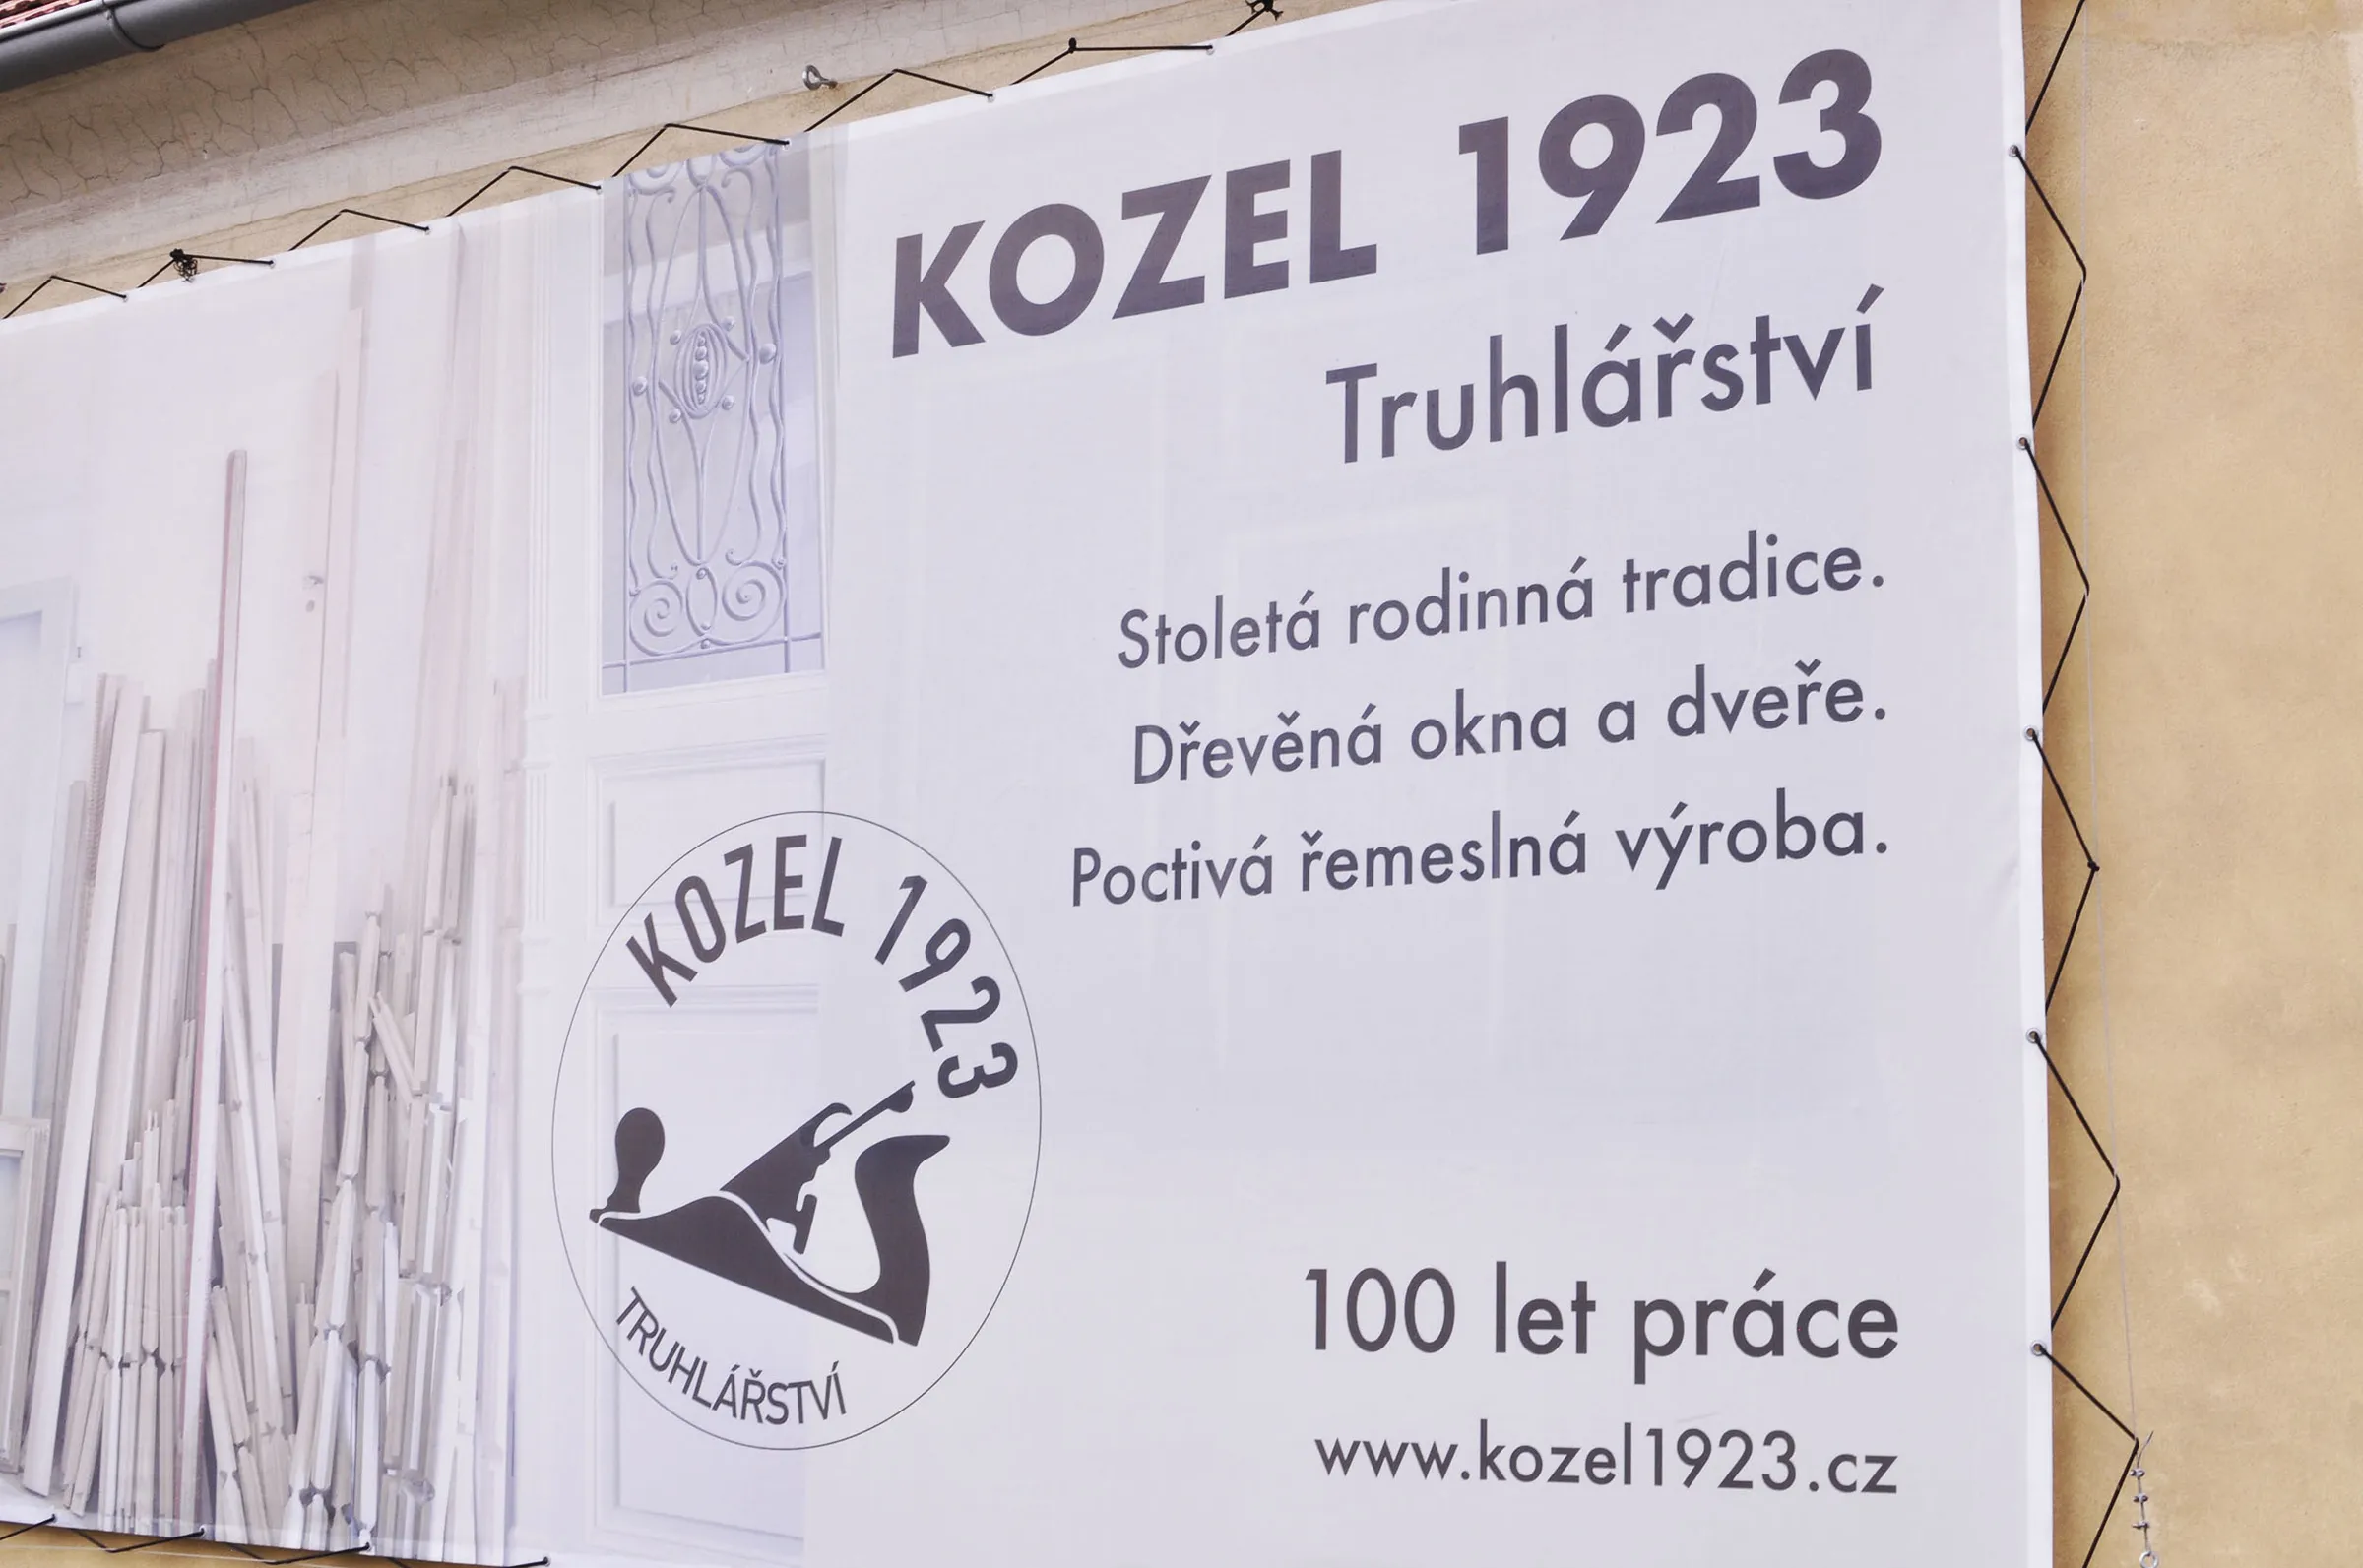 KOZEL 1923
Truhlářství
Stoletá rodinná tradice.
Dřevěná okna a dveře.
Poctivá řemeslná výroba.
KOZEL 1923
TRUHLÁŘSTVÍ
100 let práce
www.kozel1923.cz